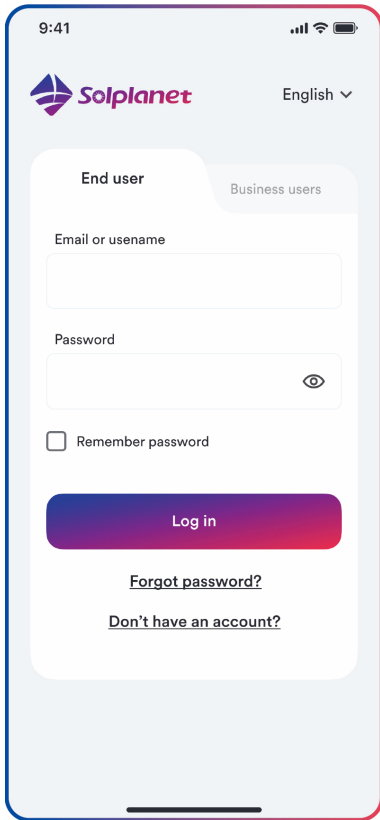 9:41
Solplanet
English
End user
Business users
Email or usename
Password
Remember password
Log in
Forgot password?
Don't have an account?